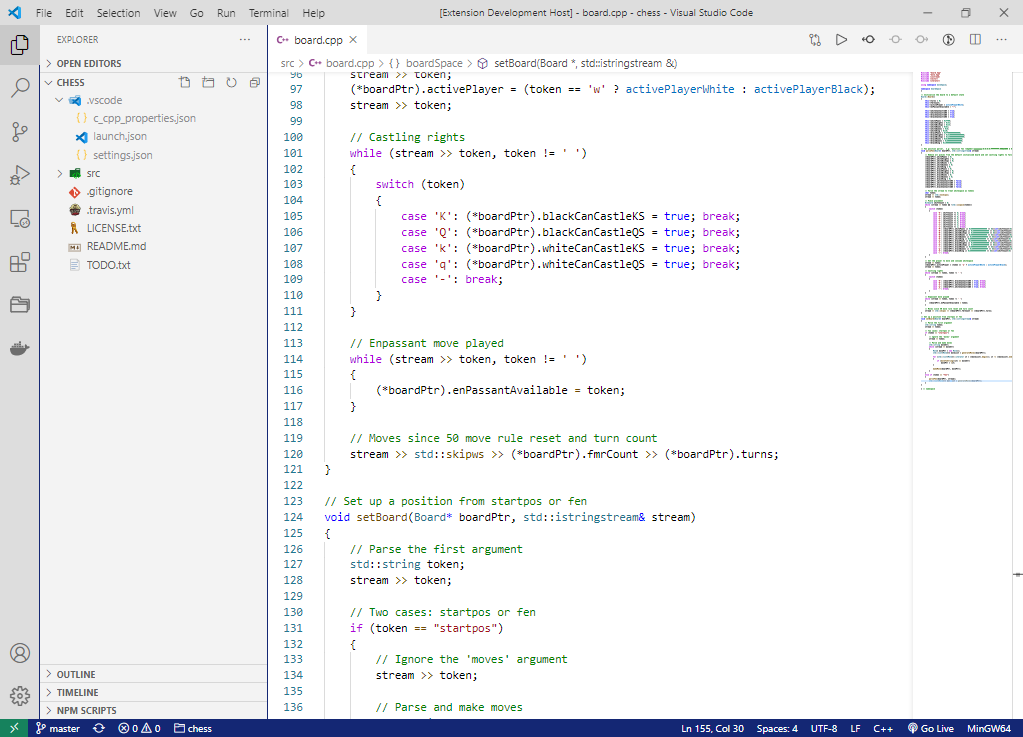 File Edit Selection View Go Run Terminal Help [Extension Development Host] - board.cpp - chess - Visual Studio Code
EXPLORER
OPEN EDITORS
CHESS
.vscode
c_cpp_properties.json
launch.json
settings.json
src
.gitignore
.travis.yml
LICENSE.txt
README.md
TODO.txt
OUTLINE
TIMELINE
NPM SCRIPTS
board.cpp
src > board.cpp > {} boardSpace > setBoard(Board *, std::istringstream &)
96 stream >> token;
97 (*boardPtr).activePlayer = (token == 'w' ? activePlayerWhite : activePlayerBlack);
98 stream >> token;
99
100 // Castling rights
101 while (stream >> token, token != ' ')
102 {
103 switch (token)
104 {
105 case 'K': (*boardPtr).blackCanCastleKS = true; break;
106 case 'Q': (*boardPtr).blackCanCastleQS = true; break;
107 case 'k': (*boardPtr).whiteCanCastleKS = true; break;
108 case 'q': (*boardPtr).whiteCanCastleQS = true; break;
109 case '-': break;
110 }
111 }
112
113 // Enpassant move played
114 while (stream >> token, token != ' ')
115 {
116 (*boardPtr).enPassantAvailable = token;
117 }
118
119 // Moves since 50 move rule reset and turn count
120 stream >> std::skipws >> (*boardPtr).fmrCount >> (*boardPtr).turns;
121 }
122
123 // Set up a position from startpos or fen
124 void setBoard(Board* boardPtr, std::istringstream& stream)
125 {
126 // Parse the first argument
127 std::string token;
128 stream >> token;
129
130 // Two cases: startpos or fen
131 if (token == "startpos")
132 {
133 // Ignore the 'moves' argument
134 stream >> token;
135
136 // Parse and make moves
master 0 0 chess Ln 155, Col 30 Spaces: 4 UTF-8 LF C++ Go Live MinGW64